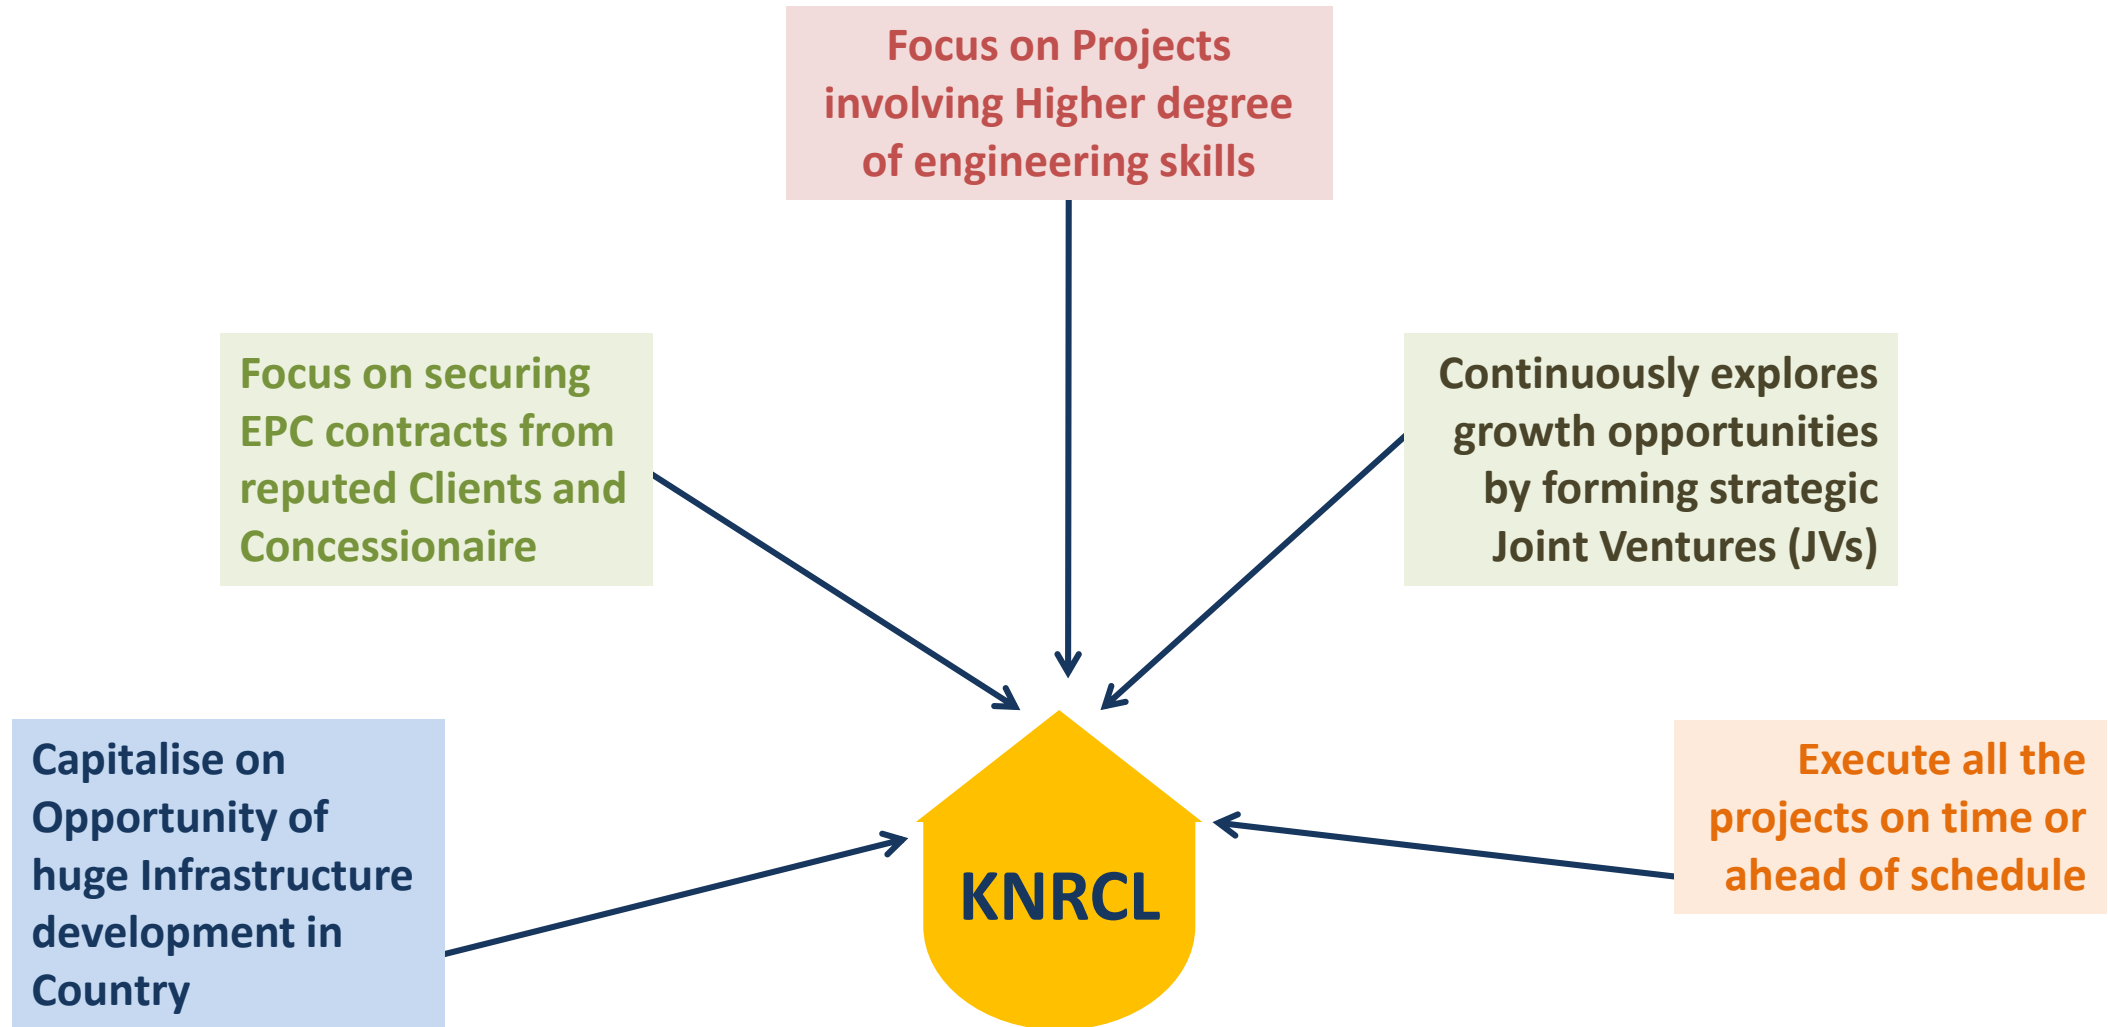 Focus on Projects
involving Higher degree
of engineering skills
Focus on securing
EPC contracts from
reputed Clients and
Concessionaire
Continuously explores
growth opportunities
by forming strategic
Joint Ventures (JVs)
Capitalise on
Opportunity of
huge Infrastructure
development in
Country
Execute all the
projects on time or
ahead of schedule
KNRCL